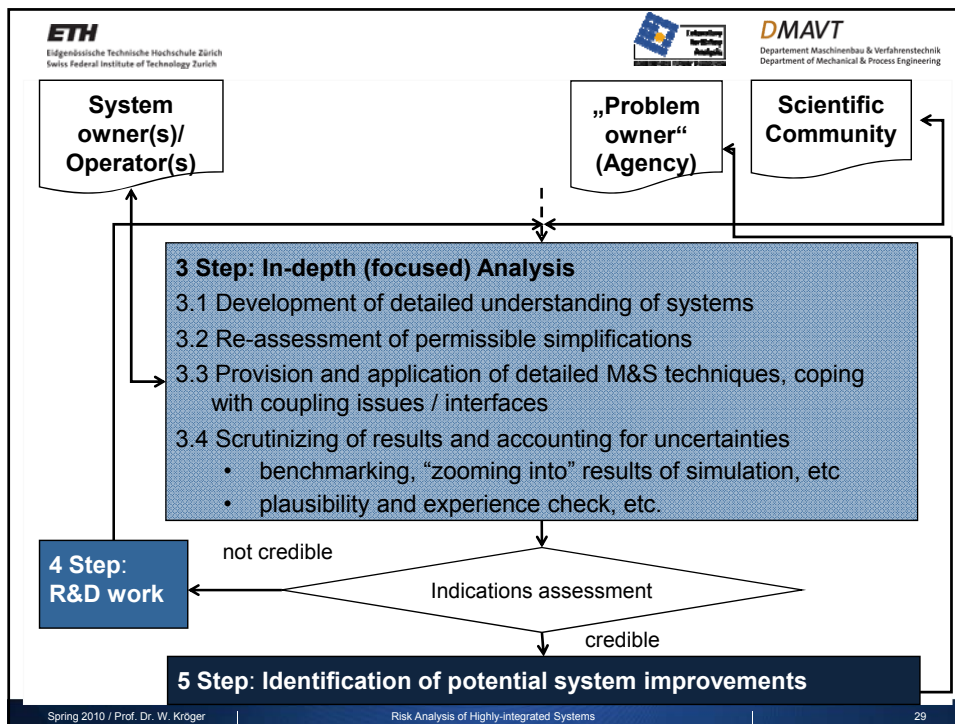 ETH
Eidgenössische Technische Hochschule Zürich
Swiss Federal Institute of Technology Zurich
Laboratory
for Safety
Analysis
DMAVT
Departement Maschinenbau & Verfahrenstechnik
Department of Mechanical & Process Engineering
System
owner(s)/
Operator(s)
„Problem
owner“
(Agency)
Scientific
Community
3 Step: In-depth (focused) Analysis
3.1 Development of detailed understanding of systems
3.2 Re-assessment of permissible simplifications
3.3 Provision and application of detailed M&S techniques, coping
with coupling issues / interfaces
3.4 Scrutinizing of results and accounting for uncertainties
• benchmarking, “zooming into” results of simulation, etc
• plausibility and experience check, etc.
not credible
4 Step:
R&D work
Indications assessment
credible
5 Step: Identification of potential system improvements
Spring 2010 / Prof. Dr. W. Kröger
Risk Analysis of Highly-integrated Systems
29